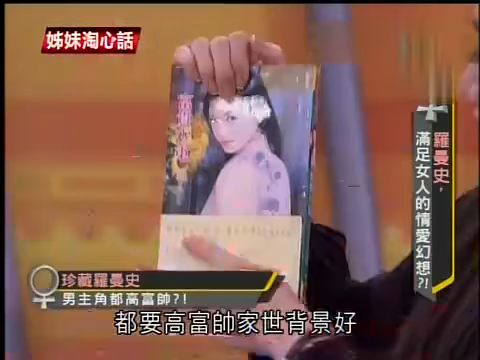 姊妹淘心話
羅曼史,
滿足女人的情愛幻想?!
珍藏羅曼史
男主角都高富帥?!
都要高富帥家世背景好